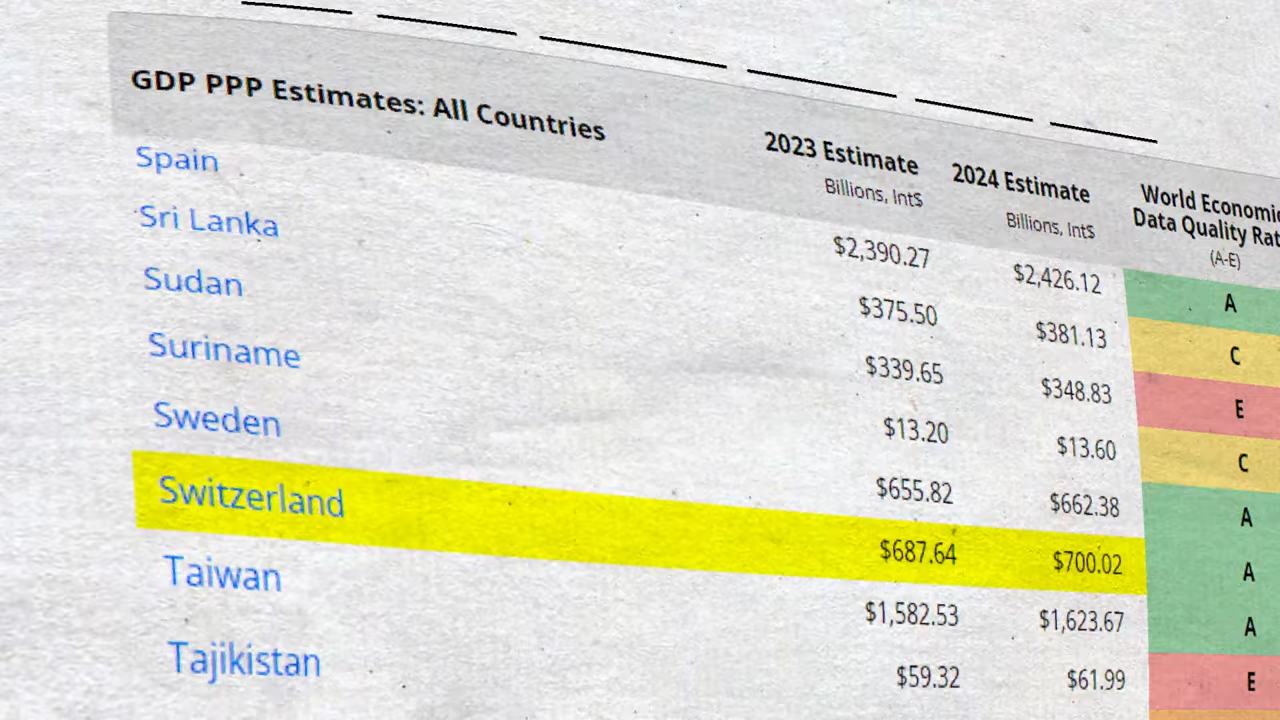 GDP PPP Estimates: All Countries 2023 Estimate 2024 Estimate World Economic
Billions, Int$ Billions, Int$ Data Quality
(A-E)
Spain $2,390.27 $2,426.12 A
Sri Lanka $375.50 $381.13 C
Sudan $339.65 $348.83 E
Suriname $13.20 $13.60 C
Sweden $655.82 $662.38 A
Switzerland $687.64 $700.02 A
Taiwan $1,582.53 $1,623.67 A
Tajikistan $59.32 $61.99 E